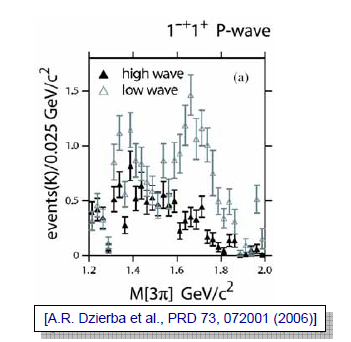 1⁻⁺1⁺ P-wave
▲ high wave
△ low wave
(a)
events(K)/0.025 GeV/c²
1.5
1.0
0.5
0
1.2 1.4 1.6 1.8 2.0
M[3π] GeV/c²
[A.R. Dzierba et al., PRD 73, 072001 (2006)]